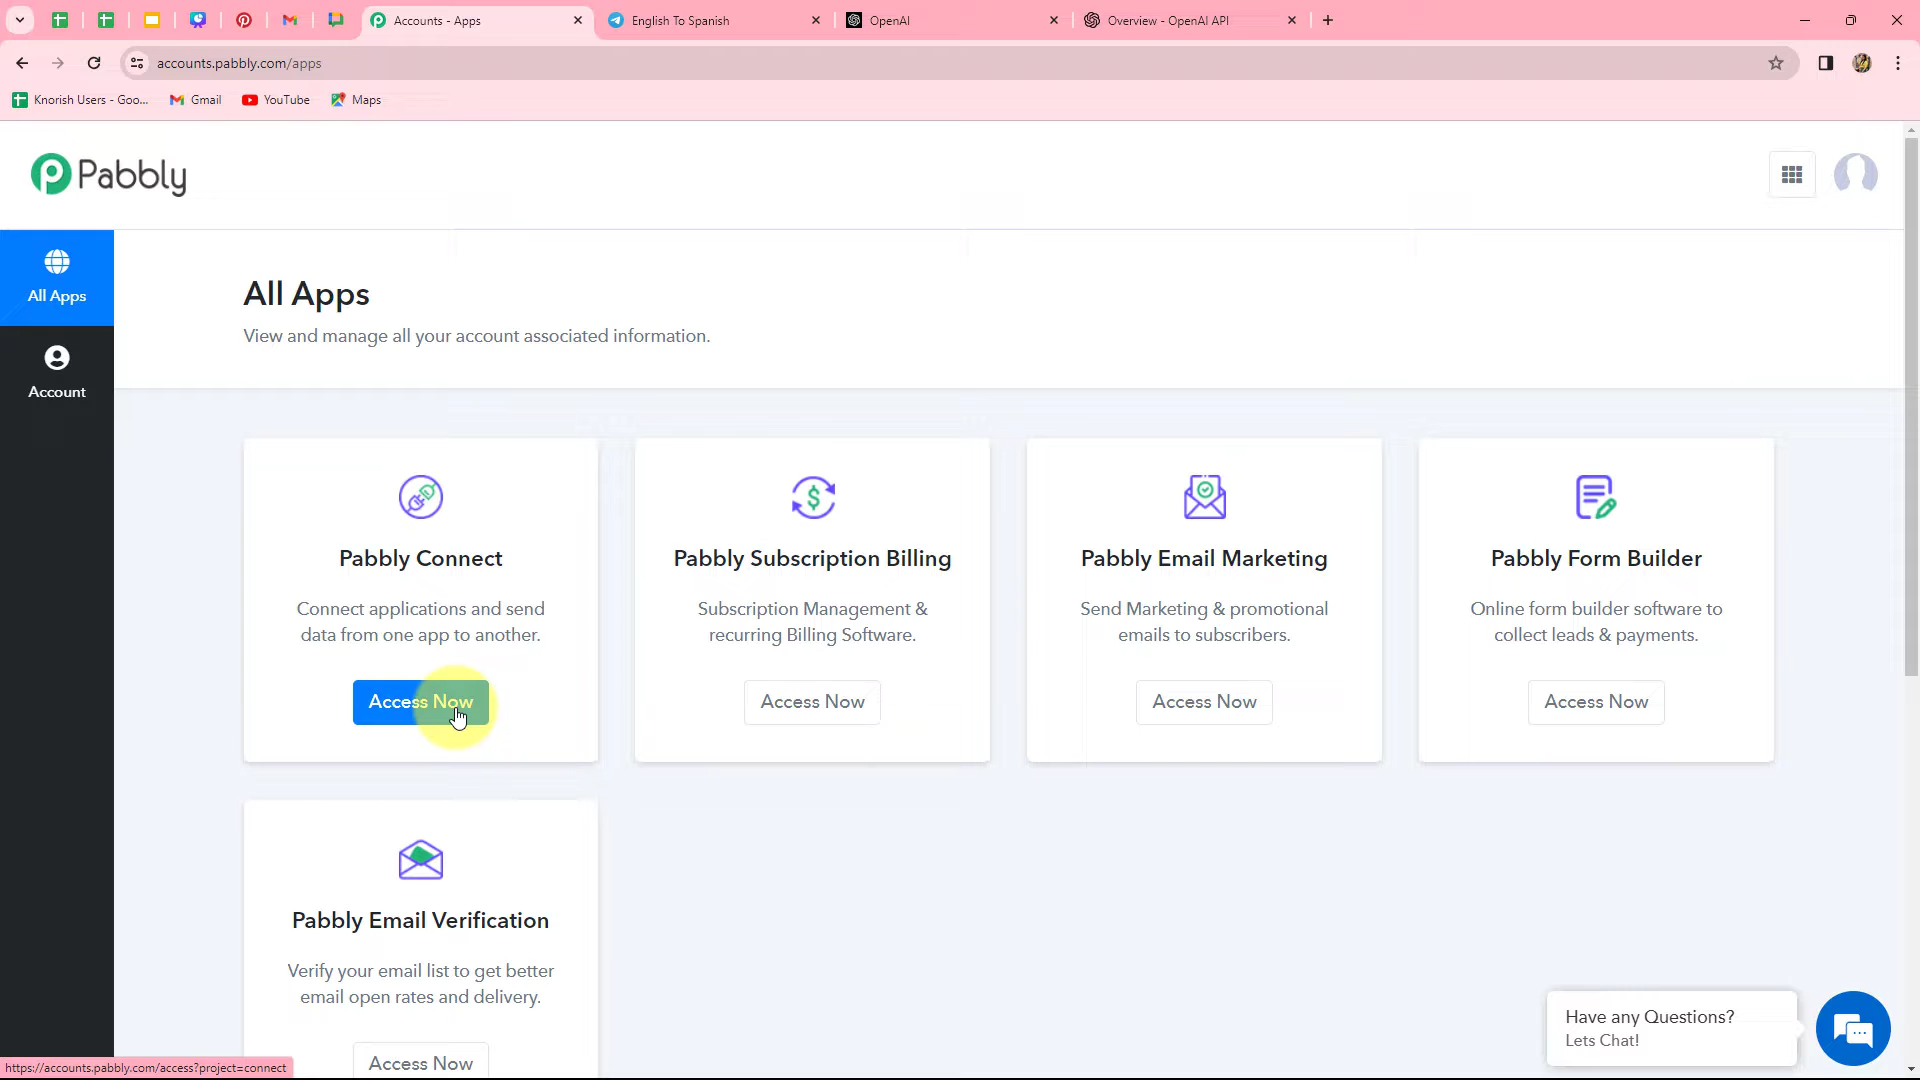 Accounts - Apps
English To Spanish
OpenAI
Overview - OpenAI API
accounts.pabbly.com/apps
Knorish Users - Goo...
Gmail
YouTube
Maps
Pabbly
All Apps
Account
All Apps
View and manage all your account associated information.
Pabbly Connect
Connect applications and send
data from one app to another.
Access Now
Pabbly Subscription Billing
Subscription Management &
recurring Billing Software.
Access Now
Pabbly Email Marketing
Send Marketing & promotional
emails to subscribers.
Access Now
Pabbly Form Builder
Online form builder software to
collect leads & payments.
Access Now
Pabbly Email Verification
Verify your email list to get better
email open rates and delivery.
Access Now
Have any Questions?
Lets Chat!
https://accounts.pabbly.com/access?project=connect